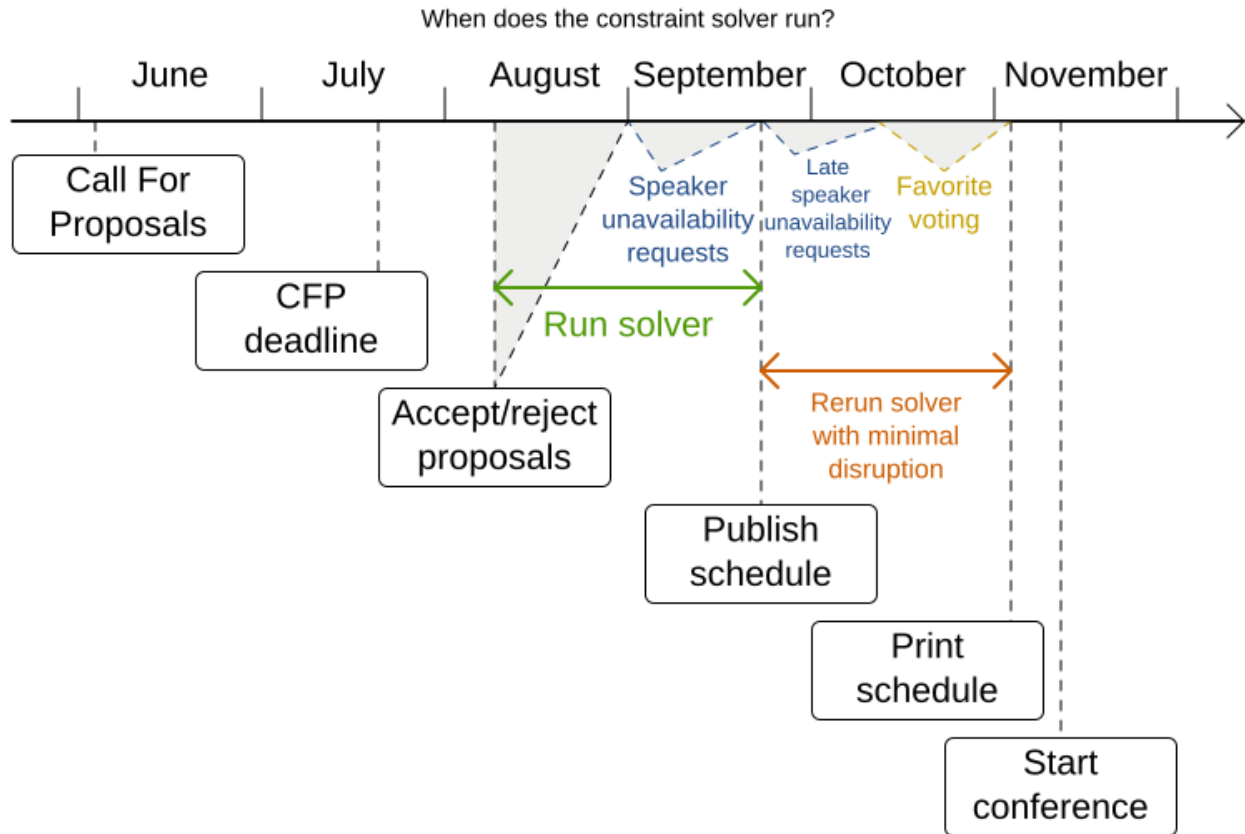 When does the constraint solver run?
June
July
August
September
October
November
Call For
Proposals
CFP
deadline
Accept/reject
proposals
Speaker
unavailability
requests
Late
speaker
unavailability
requests
Favorite
voting
Run solver
Rerun solver
with minimal
disruption
Publish
schedule
Print
schedule
Start
conference